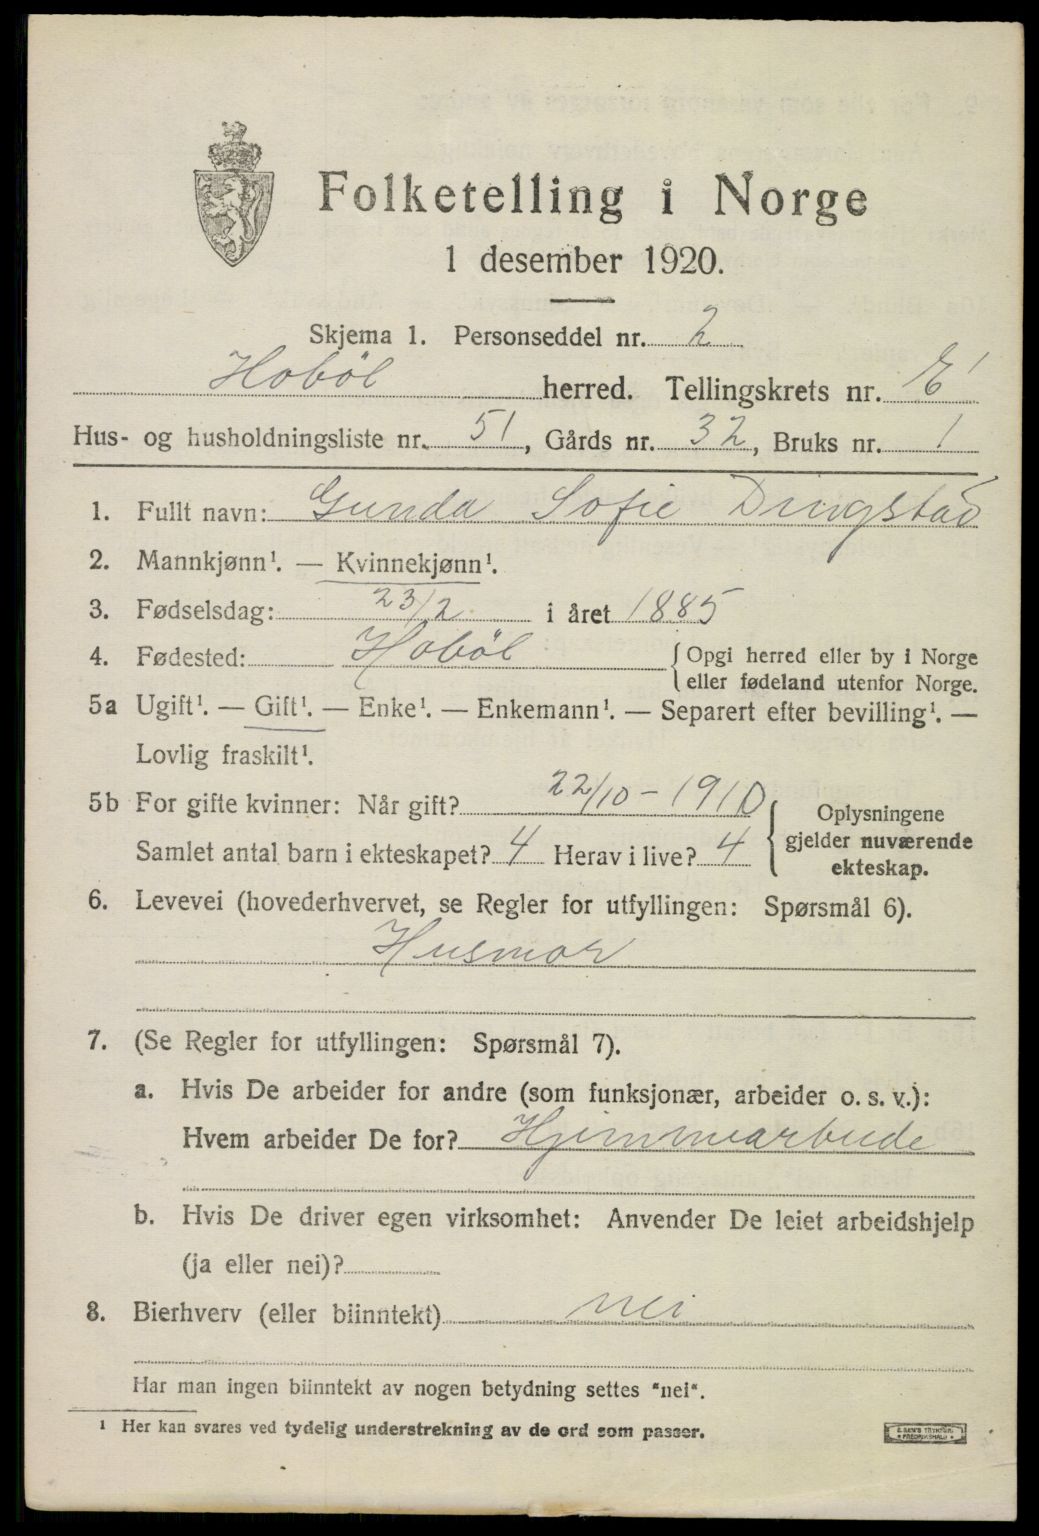 Folketelling i Norge
1 desember 1920.
Skjema 1. Personseddel nr. 2
Hobøl herred. Tellingskrets nr.
Hus- og husholdningsliste nr. 51, Gårds nr. 32, Bruks nr. 1
1. Fullt navn: Gunda Sofie Dingstad
2. Mannkjønn¹. — Kvinnekjønn¹.
3. Fødselsdag: 23/2 i året 1885
4. Fødested: Hobøl {Opgi herred eller by i Norge
eller fødeland utenfor Norge.
5a Ugift¹. — Gift¹. — Enke¹. — Enkemann¹. — Separert efter bevilling¹. —
Lovlig fraskilt¹.
5b For gifte kvinner: Når gift? 22/10 - 1910
Samlet antal barn i ekteskapet? 4 Herav i live? 4
{Oplysningene
gjelder nuværende
ekteskap.
6. Levevei (hovederhvervet, se Regler for utfyllingen: Spørsmål 6).
Husmor
7. (Se Regler for utfyllingen: Spørsmål 7).
a. Hvis De arbeider for andre (som funksjonær, arbeider o. s. v.):
Hvem arbeider De for? Hjemmearbeide
b. Hvis De driver egen virksomhet: Anvender De leiet arbeidshjelp
(ja eller nei)?
8. Bierhverv (eller biinntekt) nei
Har man ingen biinntekt av nogen betydning settes "nei".
¹ Her kan svares ved tydelig understrekning av de ord som passer.